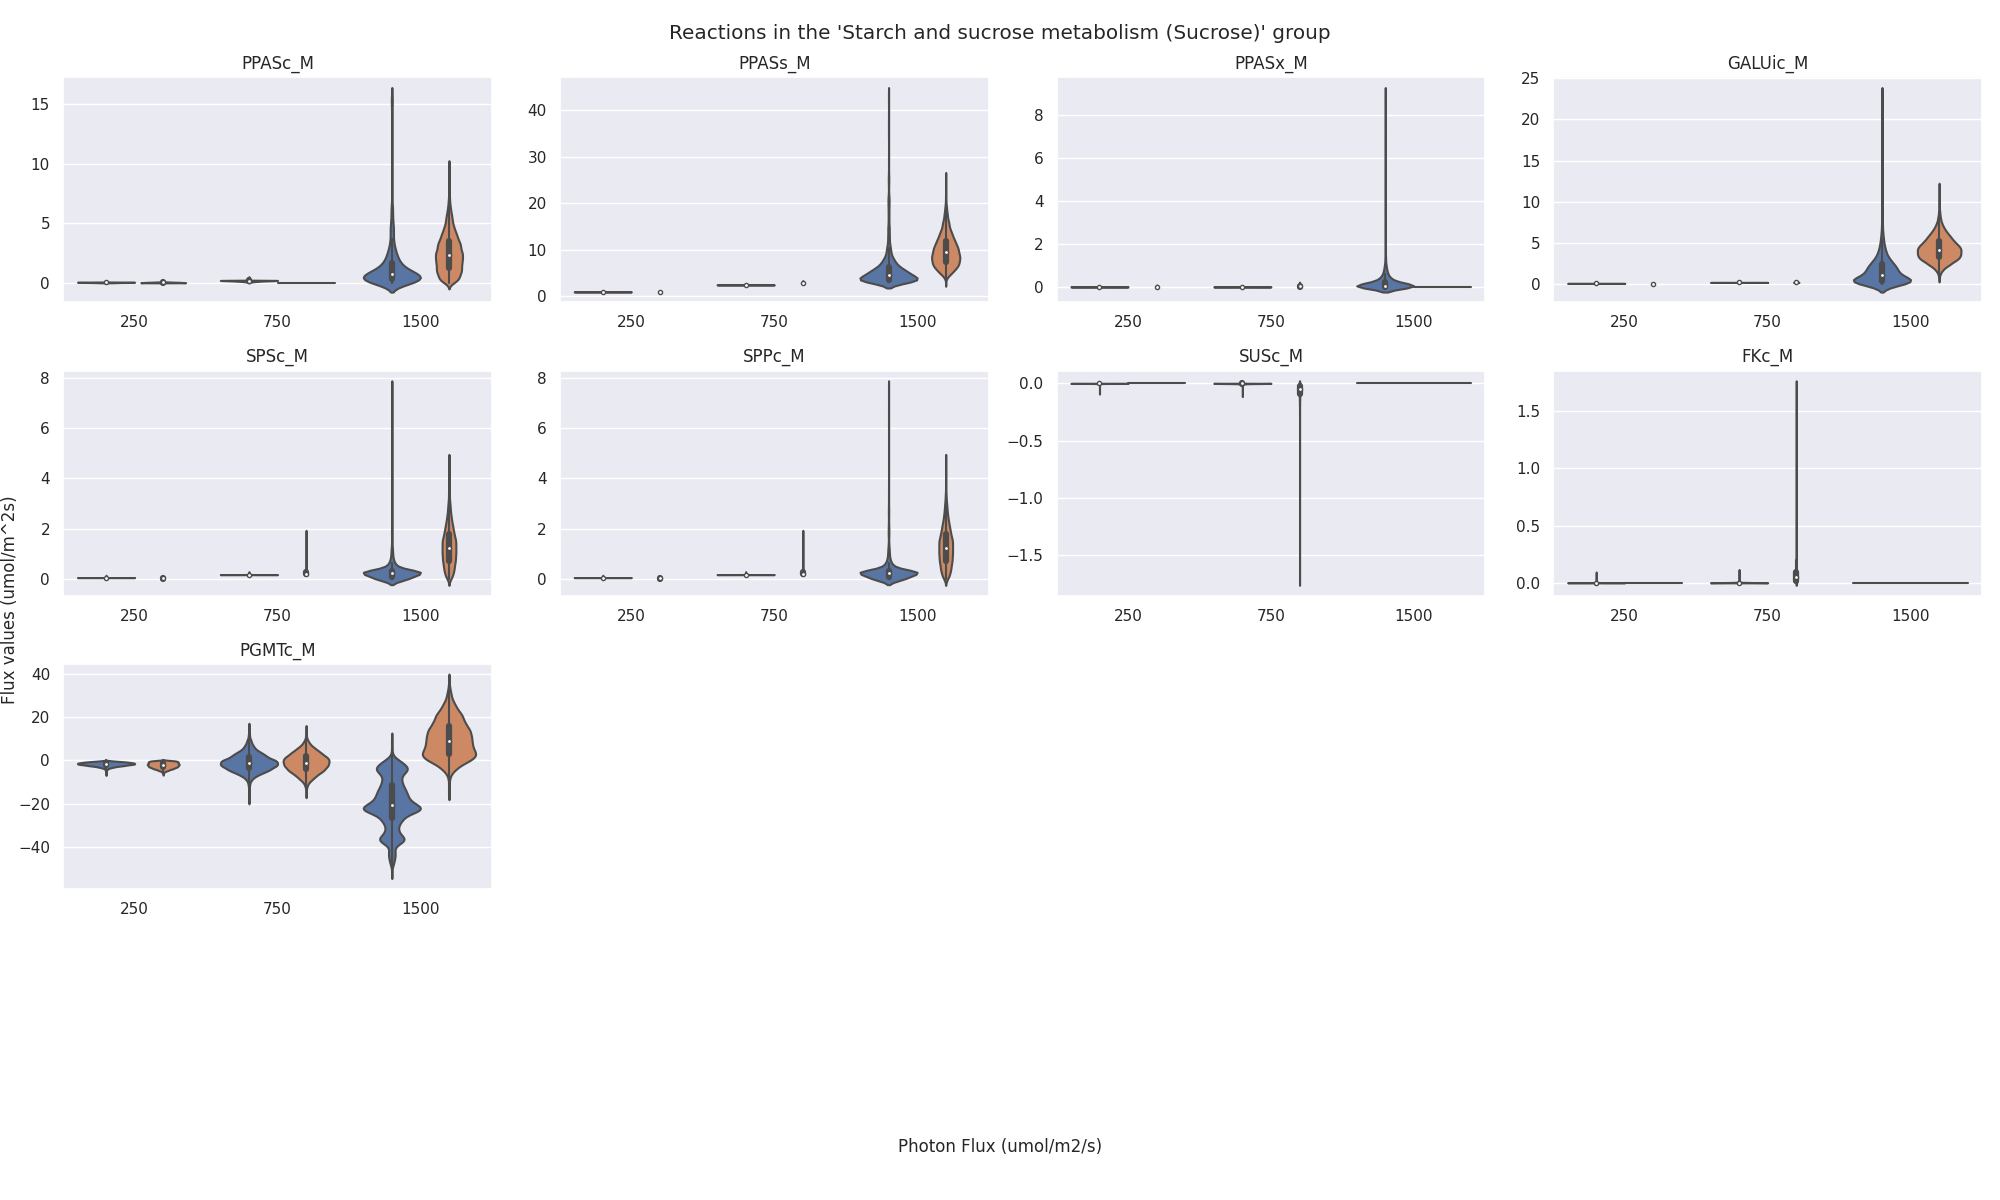 Reactions in the 'Starch and sucrose metabolism (Sucrose)' group
PPASc_M
15
10
5
0
250 750 1500
PPASs_M
40
30
20
10
0
250 750 1500
PPASx_M
8
6
4
2
0
250 750 1500
GALUic_M
25
20
15
10
5
0
250 750 1500
SPSc_M
8
6
4
2
0
250 750 1500
SPPc_M
8
6
4
2
0
250 750 1500
SUSc_M
0.0
−0.5
−1.0
−1.5
250 750 1500
FKc_M
1.5
1.0
0.5
0.0
250 750 1500
Flux values (umol/m^2s)
PGMTc_M
40
20
0
−20
−40
250 750 1500
Photon Flux (umol/m2/s)